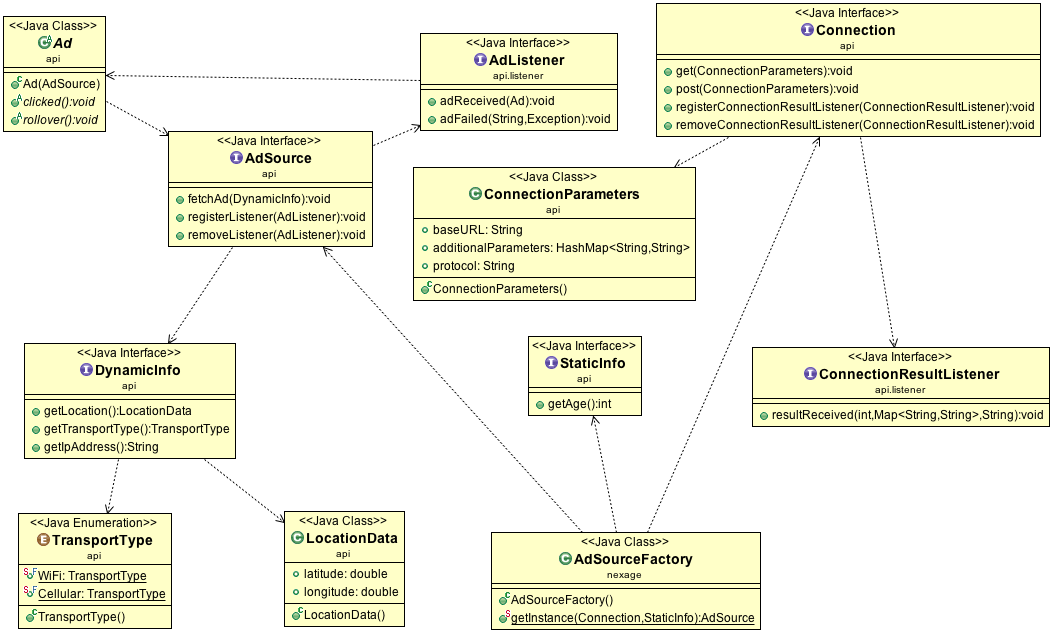 <<Java Class>>
Ad
api
Ad(AdSource)
clicked():void
rollover():void
<<Java Interface>>
AdListener
api.listener
adReceived(Ad):void
adFailed(String,Exception):void
<<Java Interface>>
Connection
api
get(ConnectionParameters):void
post(ConnectionParameters):void
registerConnectionResultListener(ConnectionResultListener):void
removeConnectionResultListener(ConnectionResultListener):void
<<Java Interface>>
AdSource
api
fetchAd(DynamicInfo):void
registerListener(AdListener):void
removeListener(AdListener):void
<<Java Class>>
ConnectionParameters
api
baseURL: String
additionalParameters: HashMap<String,String>
protocol: String
ConnectionParameters()
<<Java Interface>>
DynamicInfo
api
getLocation():LocationData
getTransportType():TransportType
getIpAddress():String
<<Java Interface>>
StaticInfo
api
getAge():int
<<Java Interface>>
ConnectionResultListener
api.listener
resultReceived(int,Map<String,String>,String):void
<<Java Enumeration>>
TransportType
api
WiFi: TransportType
Cellular: TransportType
TransportType()
<<Java Class>>
LocationData
api
latitude: double
longitude: double
LocationData()
<<Java Class>>
AdSourceFactory
nexage
AdSourceFactory()
getInstance(Connection,StaticInfo):AdSource